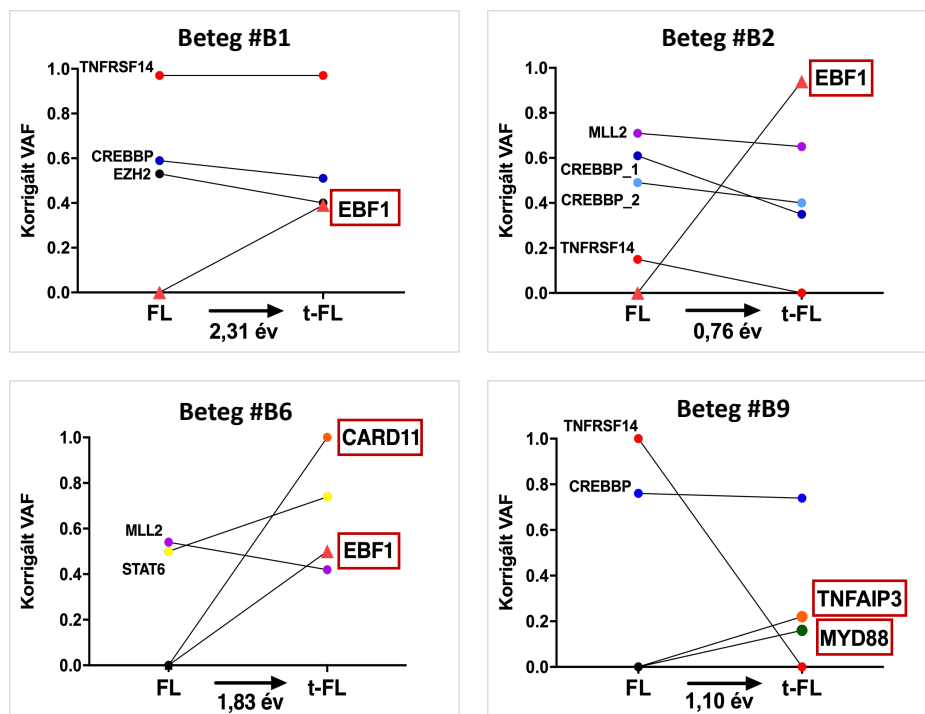 Beteg #B1
Korrigált VAF
1.0
0.8
0.6
0.4
0.2
0.0
TNFRSF14
CREBBP
EZH2
EBF1
FL
t-FL
2,31 év
Beteg #B2
Korrigált VAF
1.0
0.8
0.6
0.4
0.2
0.0
EBF1
MLL2
CREBBP_1
CREBBP_2
TNFRSF14
FL
t-FL
0,76 év
Beteg #B6
Korrigált VAF
1.0
0.8
0.6
0.4
0.2
0.0
CARD11
MLL2
STAT6
EBF1
FL
t-FL
1,83 év
Beteg #B9
Korrigált VAF
1.0
0.8
0.6
0.4
0.2
0.0
TNFRSF14
CREBBP
TNFAIP3
MYD88
FL
t-FL
1,10 év